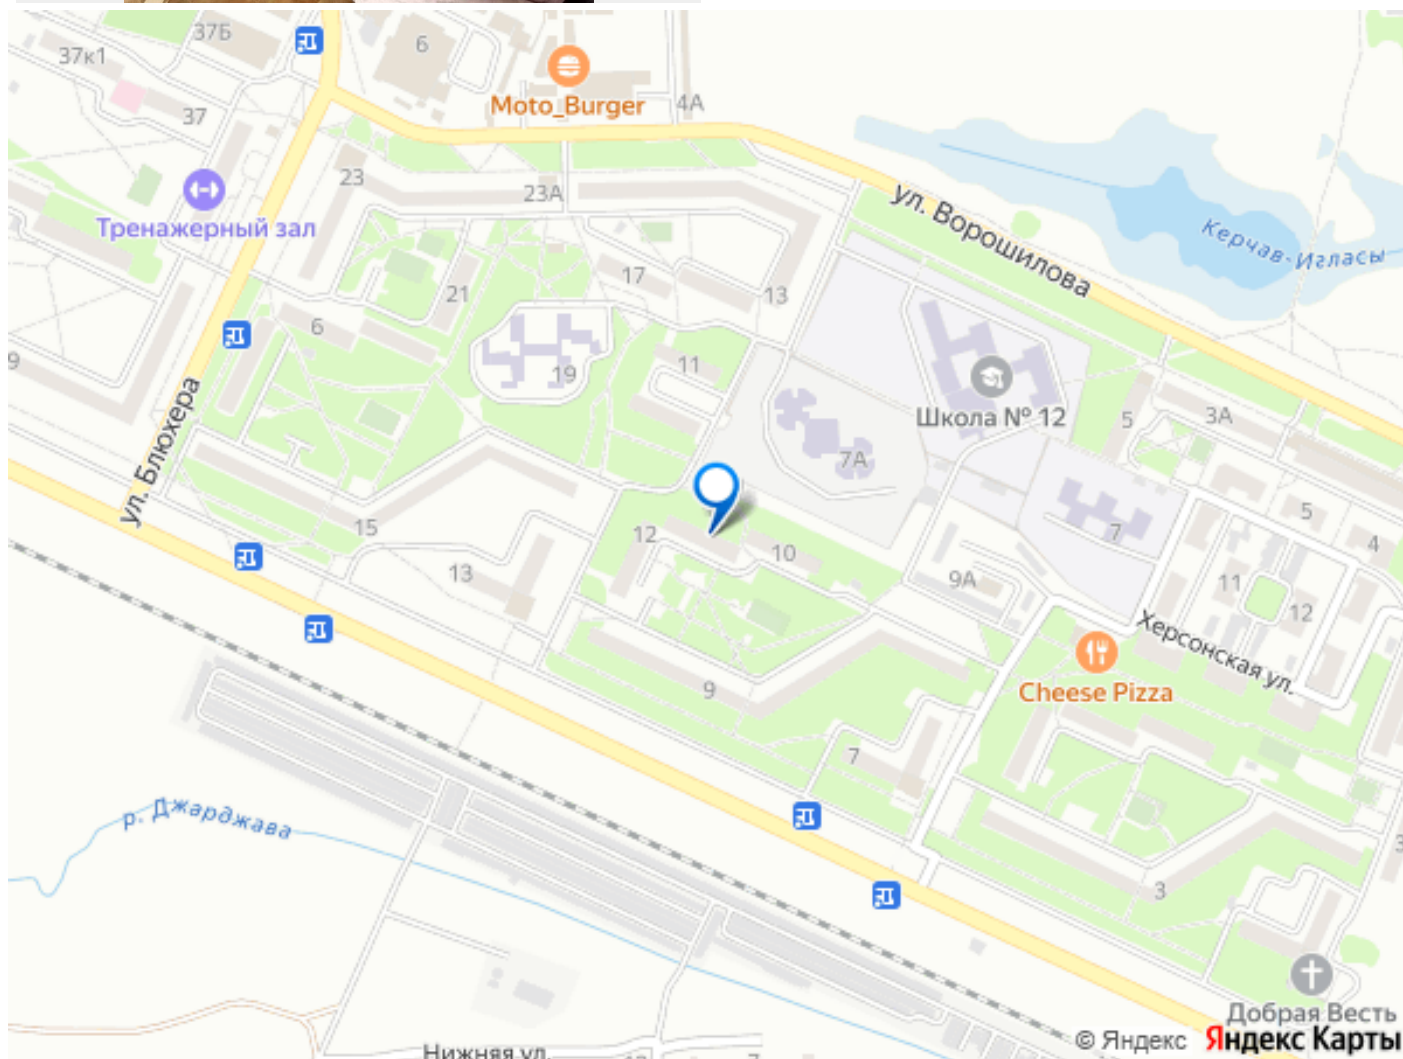 37Б
6
37к1
Moto_Burger
4А
37
23
23А
ул. Ворошилова
Тренажерный зал
Керчав-Игласы
17
21
13
6
11
19
Школа № 12
5
3А
ул. Блюхера
7А
15
12
10
5
7
4
13
9А
11
12
Херсонская ул.
9
Cheese Pizza
7
р. Джарджава
3
Добрая Весть
© Яндекс Яндекс Карты
Нижняя ул.